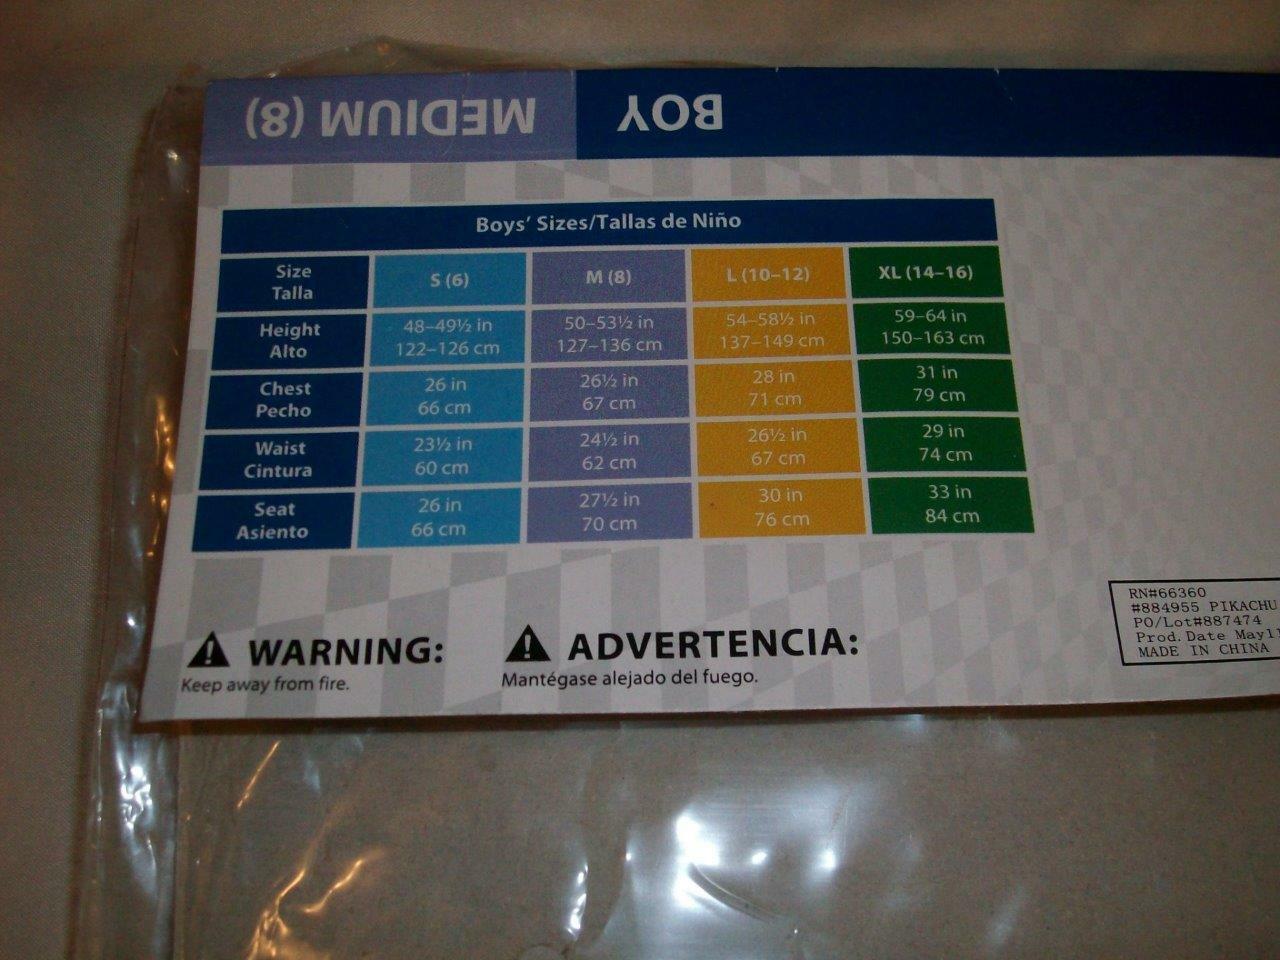 MEDIUM (8) BOY
Boys' Sizes/Tallas de Niño
Size
Talla
S (6)
M (8)
L (10–12)
XL (14–16)
Height
Alto
48–49½ in
122–126 cm
50–53½ in
127–136 cm
54–58½ in
137–149 cm
59–64 in
150–163 cm
Chest
Pecho
26 in
66 cm
26½ in
67 cm
28 in
71 cm
31 in
79 cm
Waist
Cintura
23½ in
60 cm
24½ in
62 cm
26½ in
67 cm
29 in
74 cm
Seat
Asiento
26 in
66 cm
27½ in
70 cm
30 in
76 cm
33 in
84 cm
WARNING:
Keep away from fire.
ADVERTENCIA:
Mantégase alejado del fuego.
RN#66360
#884955 PIKACHU
PO/Lot#887474
Prod. Date May11
MADE IN CHINA